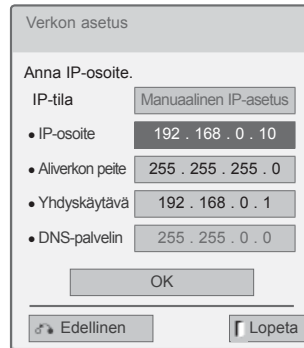 Verkon asetus
Anna IP-osoite.
IP-tila Manuaalinen IP-asetus
• IP-osoite 192 . 168 . 0 . 10
• Aliverkon peite 255 . 255 . 255 . 0
• Yhdyskäytävä 192 . 168 . 0 . 1
• DNS-palvelin 255 . 255 . 0 . 0
OK
Edellinen Lopeta